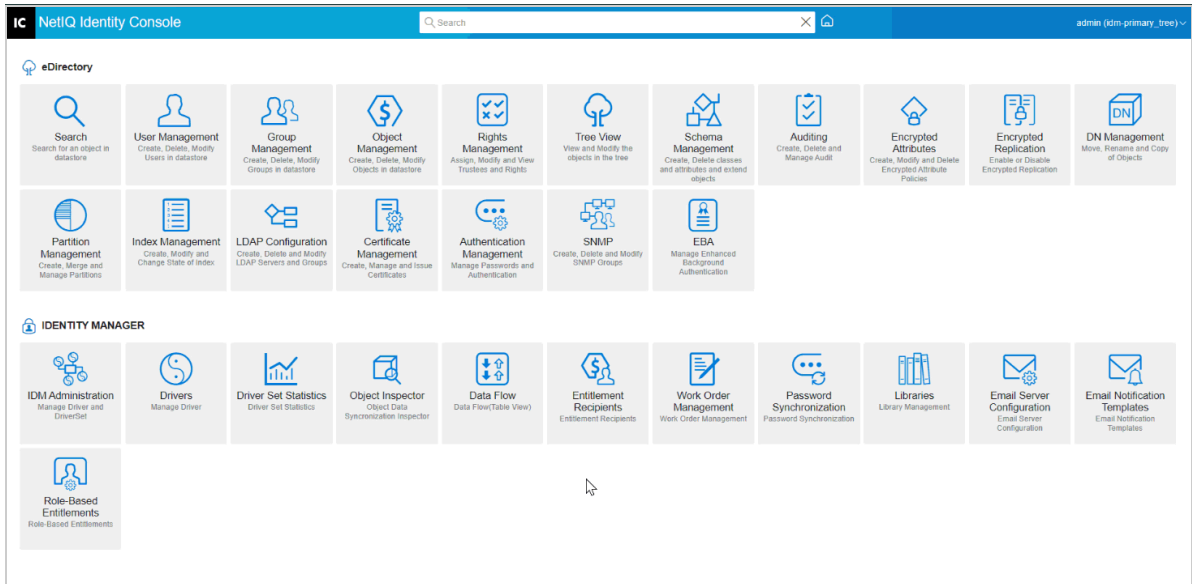 IC NetIQ Identity Console
Search
admin (idm-primary_tree)
eDirectory
Search
Search for an object in
datastore
User Management
Create, Delete, Modify
Users in datastore
Group
Management
Create, Delete, Modify
Groups in datastore
Object
Management
Create, Delete, Modify
Objects in datastore
Rights
Management
Assign, Modify and View
Trustees and Rights
Tree View
View and Modify the
objects in the tree
Schema
Management
Create, Delete classes
and attributes and extend
objects
Auditing
Create, Delete and
Manage Audit
Encrypted
Attributes
Create, Modify and Delete
Encrypted Attribute
Policies
Encrypted
Replication
Enable or Disable
Encrypted Replication
DN
DN Management
Move, Rename and Copy
of Objects
Partition
Management
Create, Merge and
Manage Partitions
Index Management
Create, Modify and
Change State of Index
LDAP Configuration
Create, Delete and Modify
LDAP Servers and Groups
Certificate
Management
Create, Manage and Issue
Certificates
Authentication
Management
Manage Passwords and
Authentication
SNMP
Create, Delete and Modify
SNMP Groups
EBA
Manage Enhanced
Background
Authentication
IDENTITY MANAGER
IDM Administration
Manage Driver and
DriverSet
Drivers
Manage Driver
Driver Set Statistics
Driver Set Statistics
Object Inspector
Object Data
Syncronization Inspector
Data Flow
Data Flow(Table View)
Entitlement
Recipients
Entitlement Recipients
Work Order
Management
Work Order Management
Password
Synchronization
Password Synchronization
Libraries
Library Management
Email Server
Configuration
Email Server
Configuration
Email Notification
Templates
Email Notification
Templates
Role-Based
Entitlements
Role-Based Entitlements